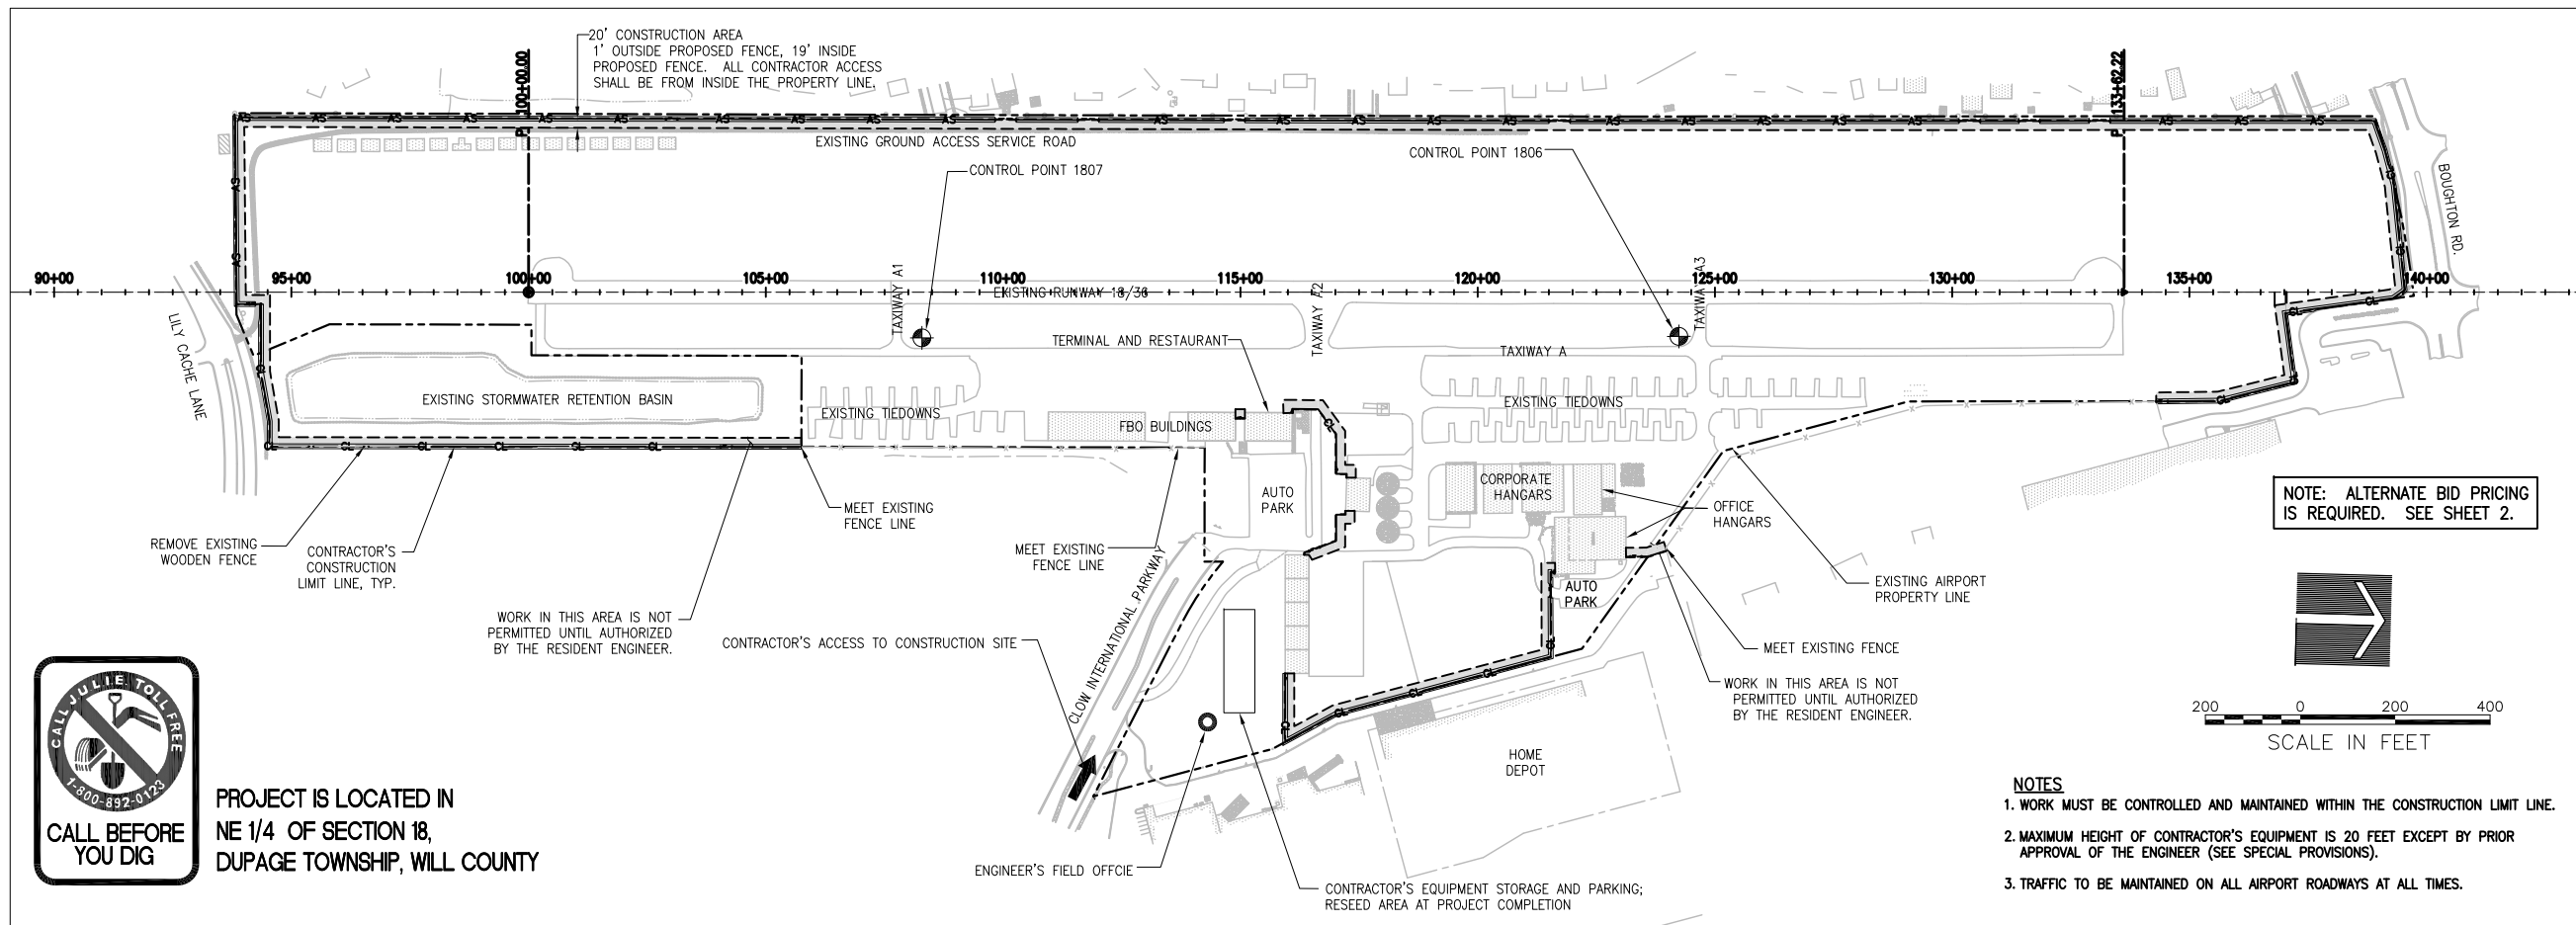 20' CONSTRUCTION AREA
1' OUTSIDE PROPOSED FENCE, 19' INSIDE
PROPOSED FENCE. ALL CONTRACTOR ACCESS
SHALL BE FROM INSIDE THE PROPERTY LINE.
100+00.00
133+62.22
EXISTING GROUND ACCESS SERVICE ROAD
CONTROL POINT 1807
CONTROL POINT 1806
BOUGHTON RD.
90+00
95+00
100+00
105+00
110+00
115+00
120+00
125+00
130+00
135+00
140+00
EXISTING RUNWAY 18/36
TAXIWAY A1
TAXIWAY A2
TAXIWAY A3
TAXIWAY A
LILY CACHE LANE
TERMINAL AND RESTAURANT
EXISTING STORMWATER RETENTION BASIN
EXISTING TIEDOWNS
EXISTING TIEDOWNS
FBO BUILDINGS
AUTO
PARK
CORPORATE
HANGARS
OFFICE
HANGARS
NOTE: ALTERNATE BID PRICING
IS REQUIRED. SEE SHEET 2.
MEET EXISTING
FENCE LINE
REMOVE EXISTING
WOODEN FENCE
CONTRACTOR'S
CONSTRUCTION
LIMIT LINE, TYP.
MEET EXISTING
FENCE LINE
AUTO
PARK
EXISTING AIRPORT
PROPERTY LINE
WORK IN THIS AREA IS NOT
PERMITTED UNTIL AUTHORIZED
BY THE RESIDENT ENGINEER.
CONTRACTOR'S ACCESS TO CONSTRUCTION SITE
CLOW INTERNATIONAL PARKWAY
MEET EXISTING FENCE
WORK IN THIS AREA IS NOT
PERMITTED UNTIL AUTHORIZED
BY THE RESIDENT ENGINEER.
200 0 200 400
SCALE IN FEET
HOME
DEPOT
CALL JULIE TOLL FREE
1-800-892-0123
CALL BEFORE
YOU DIG
PROJECT IS LOCATED IN
NE 1/4 OF SECTION 18,
DUPAGE TOWNSHIP, WILL COUNTY
ENGINEER'S FIELD OFFCIE
CONTRACTOR'S EQUIPMENT STORAGE AND PARKING;
RESEED AREA AT PROJECT COMPLETION
NOTES
1. WORK MUST BE CONTROLLED AND MAINTAINED WITHIN THE CONSTRUCTION LIMIT LINE.
2. MAXIMUM HEIGHT OF CONTRACTOR'S EQUIPMENT IS 20 FEET EXCEPT BY PRIOR
APPROVAL OF THE ENGINEER (SEE SPECIAL PROVISIONS).
3. TRAFFIC TO BE MAINTAINED ON ALL AIRPORT ROADWAYS AT ALL TIMES.